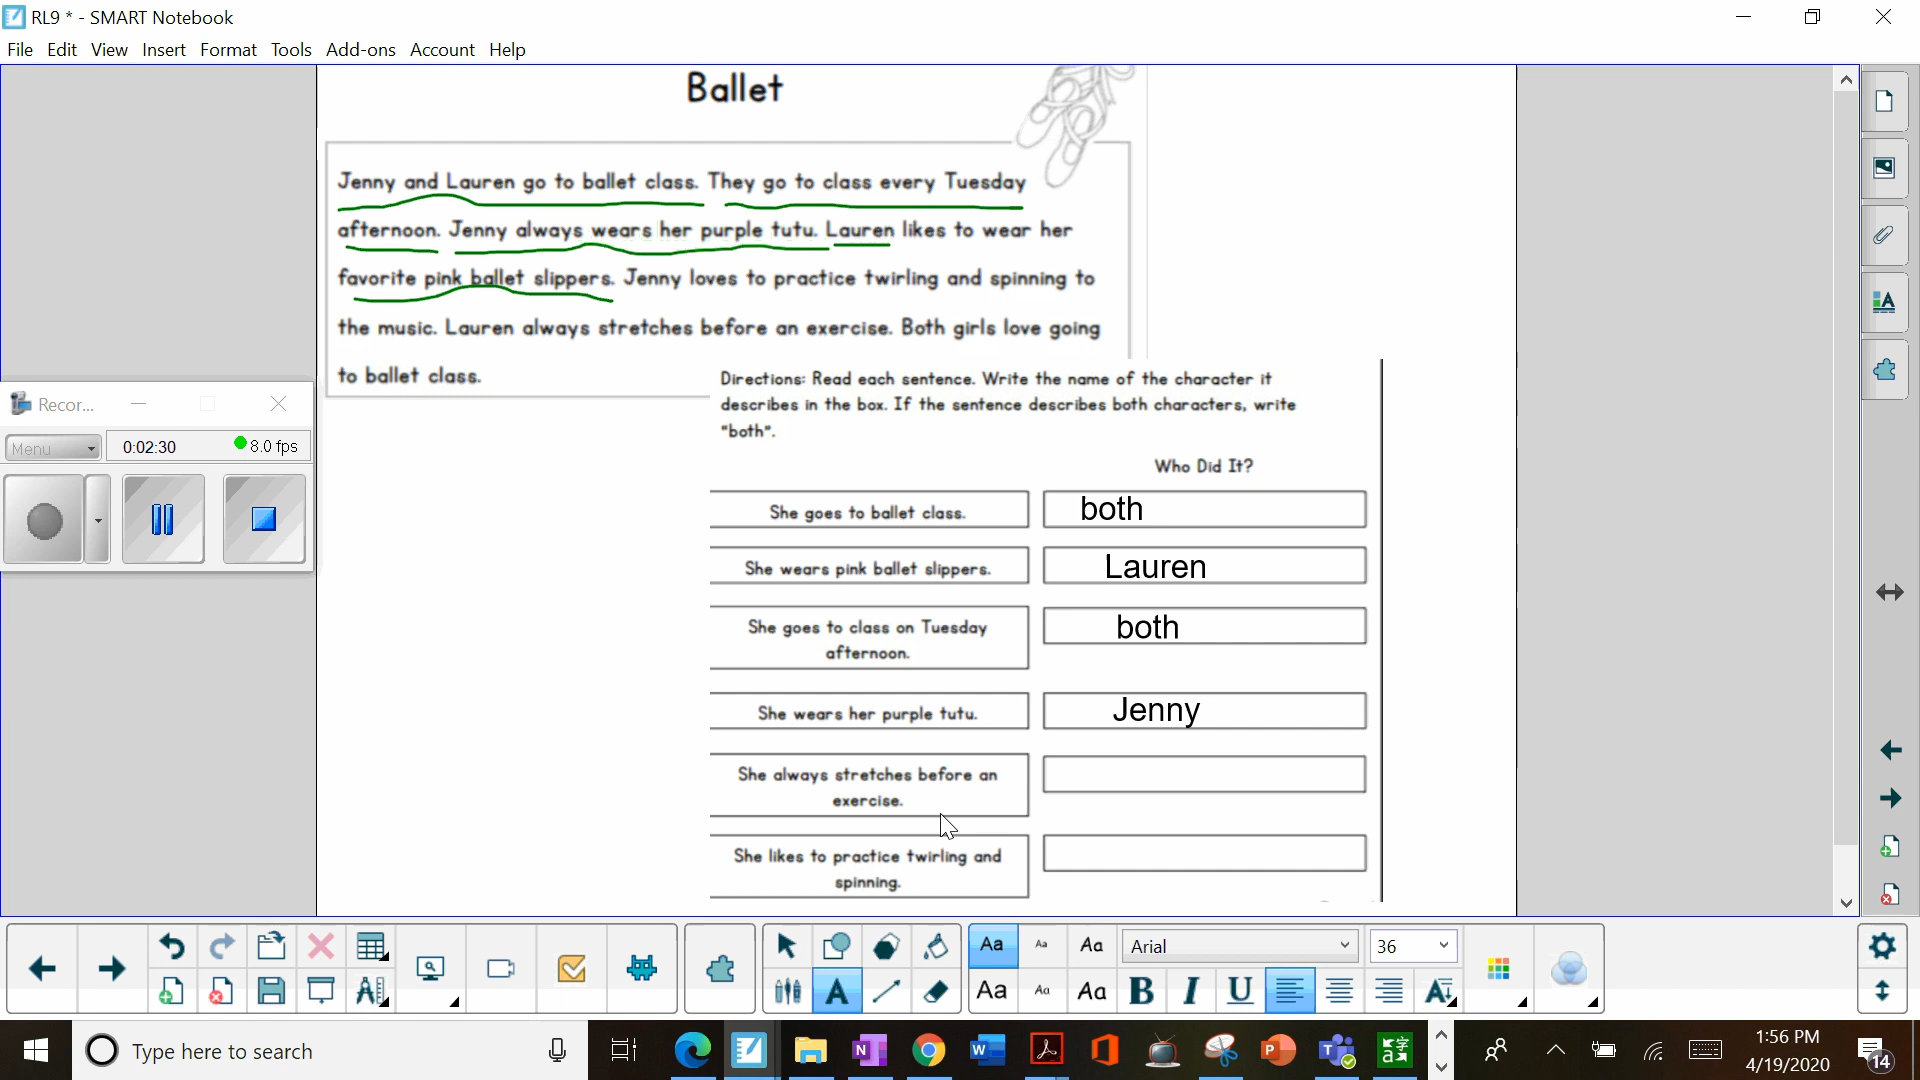 RL9 * - SMART Notebook
File Edit View Insert Format Tools Add-ons Account Help
Ballet
Jenny and Lauren go to ballet class. They go to class every Tuesday
afternoon. Jenny always wears her purple tutu. Lauren likes to wear her
favorite pink ballet slippers. Jenny loves to practice twirling and spinning to
the music. Lauren always stretches before an exercise. Both girls love going
to ballet class.
Recor...
Menu 0:02:30 8.0 fps
Directions: Read each sentence. Write the name of the character it
describes in the box. If the sentence describes both characters, write
"both".
Who Did It?
She goes to ballet class. both
She wears pink ballet slippers. Lauren
She goes to class on Tuesday
afternoon.
both
She wears her purple tutu. Jenny
She always stretches before an
exercise.
She likes to practice twirling and
spinning.
Aa Aa Aa Arial 36
Aa Aa Aa B I U
Type here to search
1:56 PM
4/19/2020
14